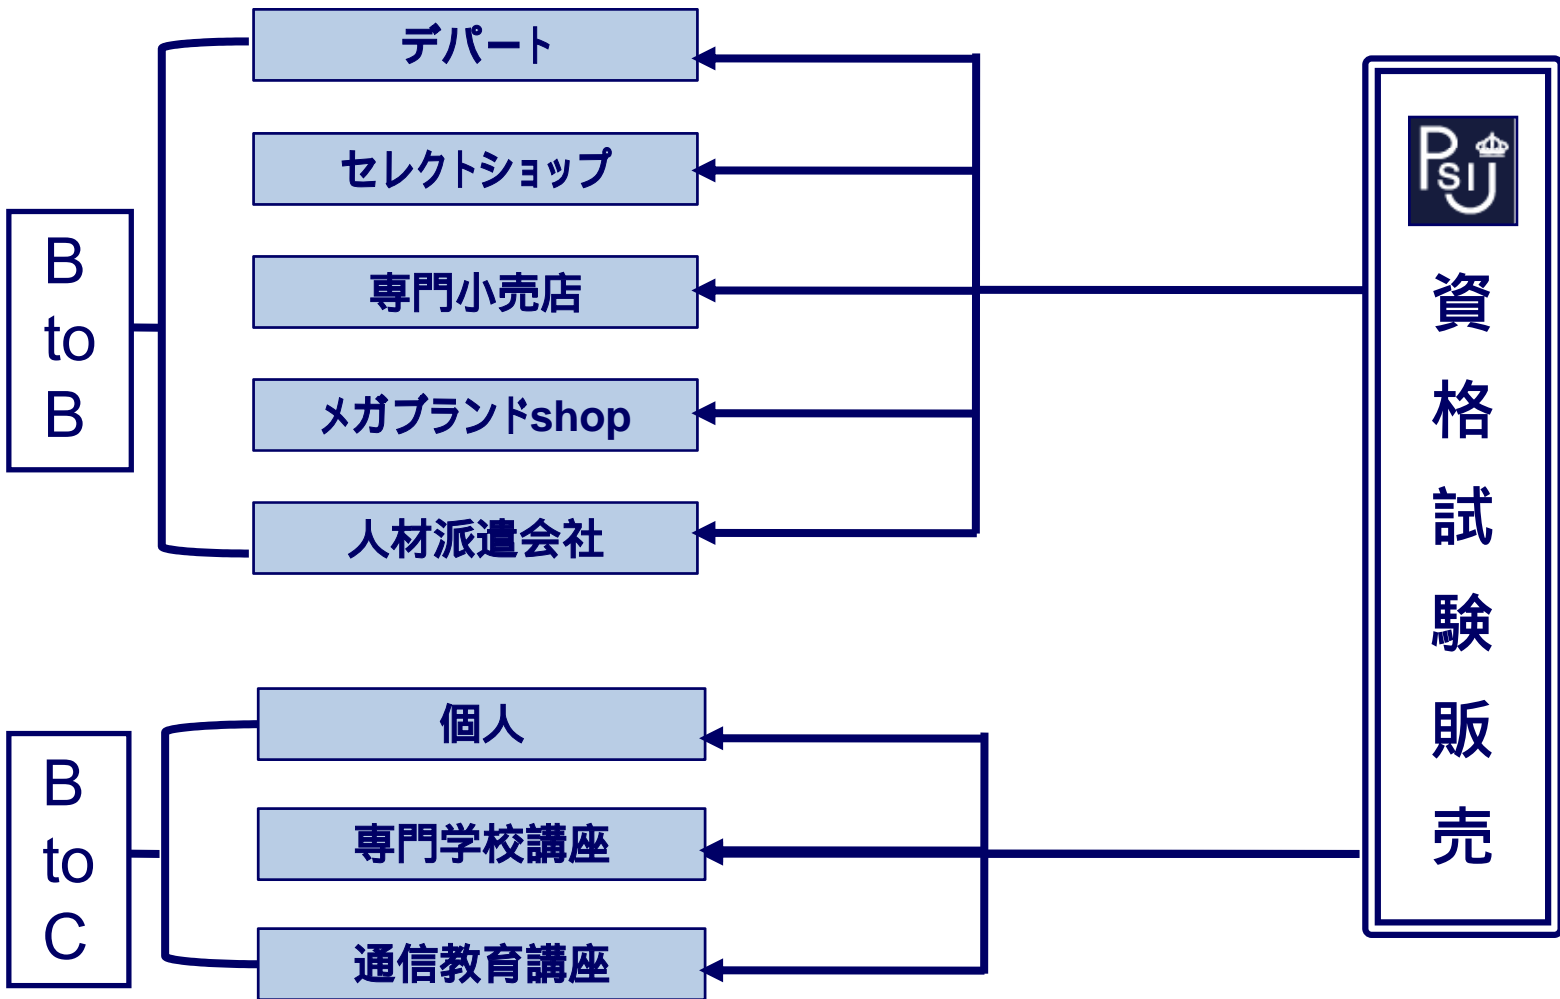 B
to
B
デパート
セレクトショップ
専門小売店
メガブランドshop
人材派遣会社
B
to
C
個人
専門学校講座
通信教育講座
PSIJ
資格試験販売